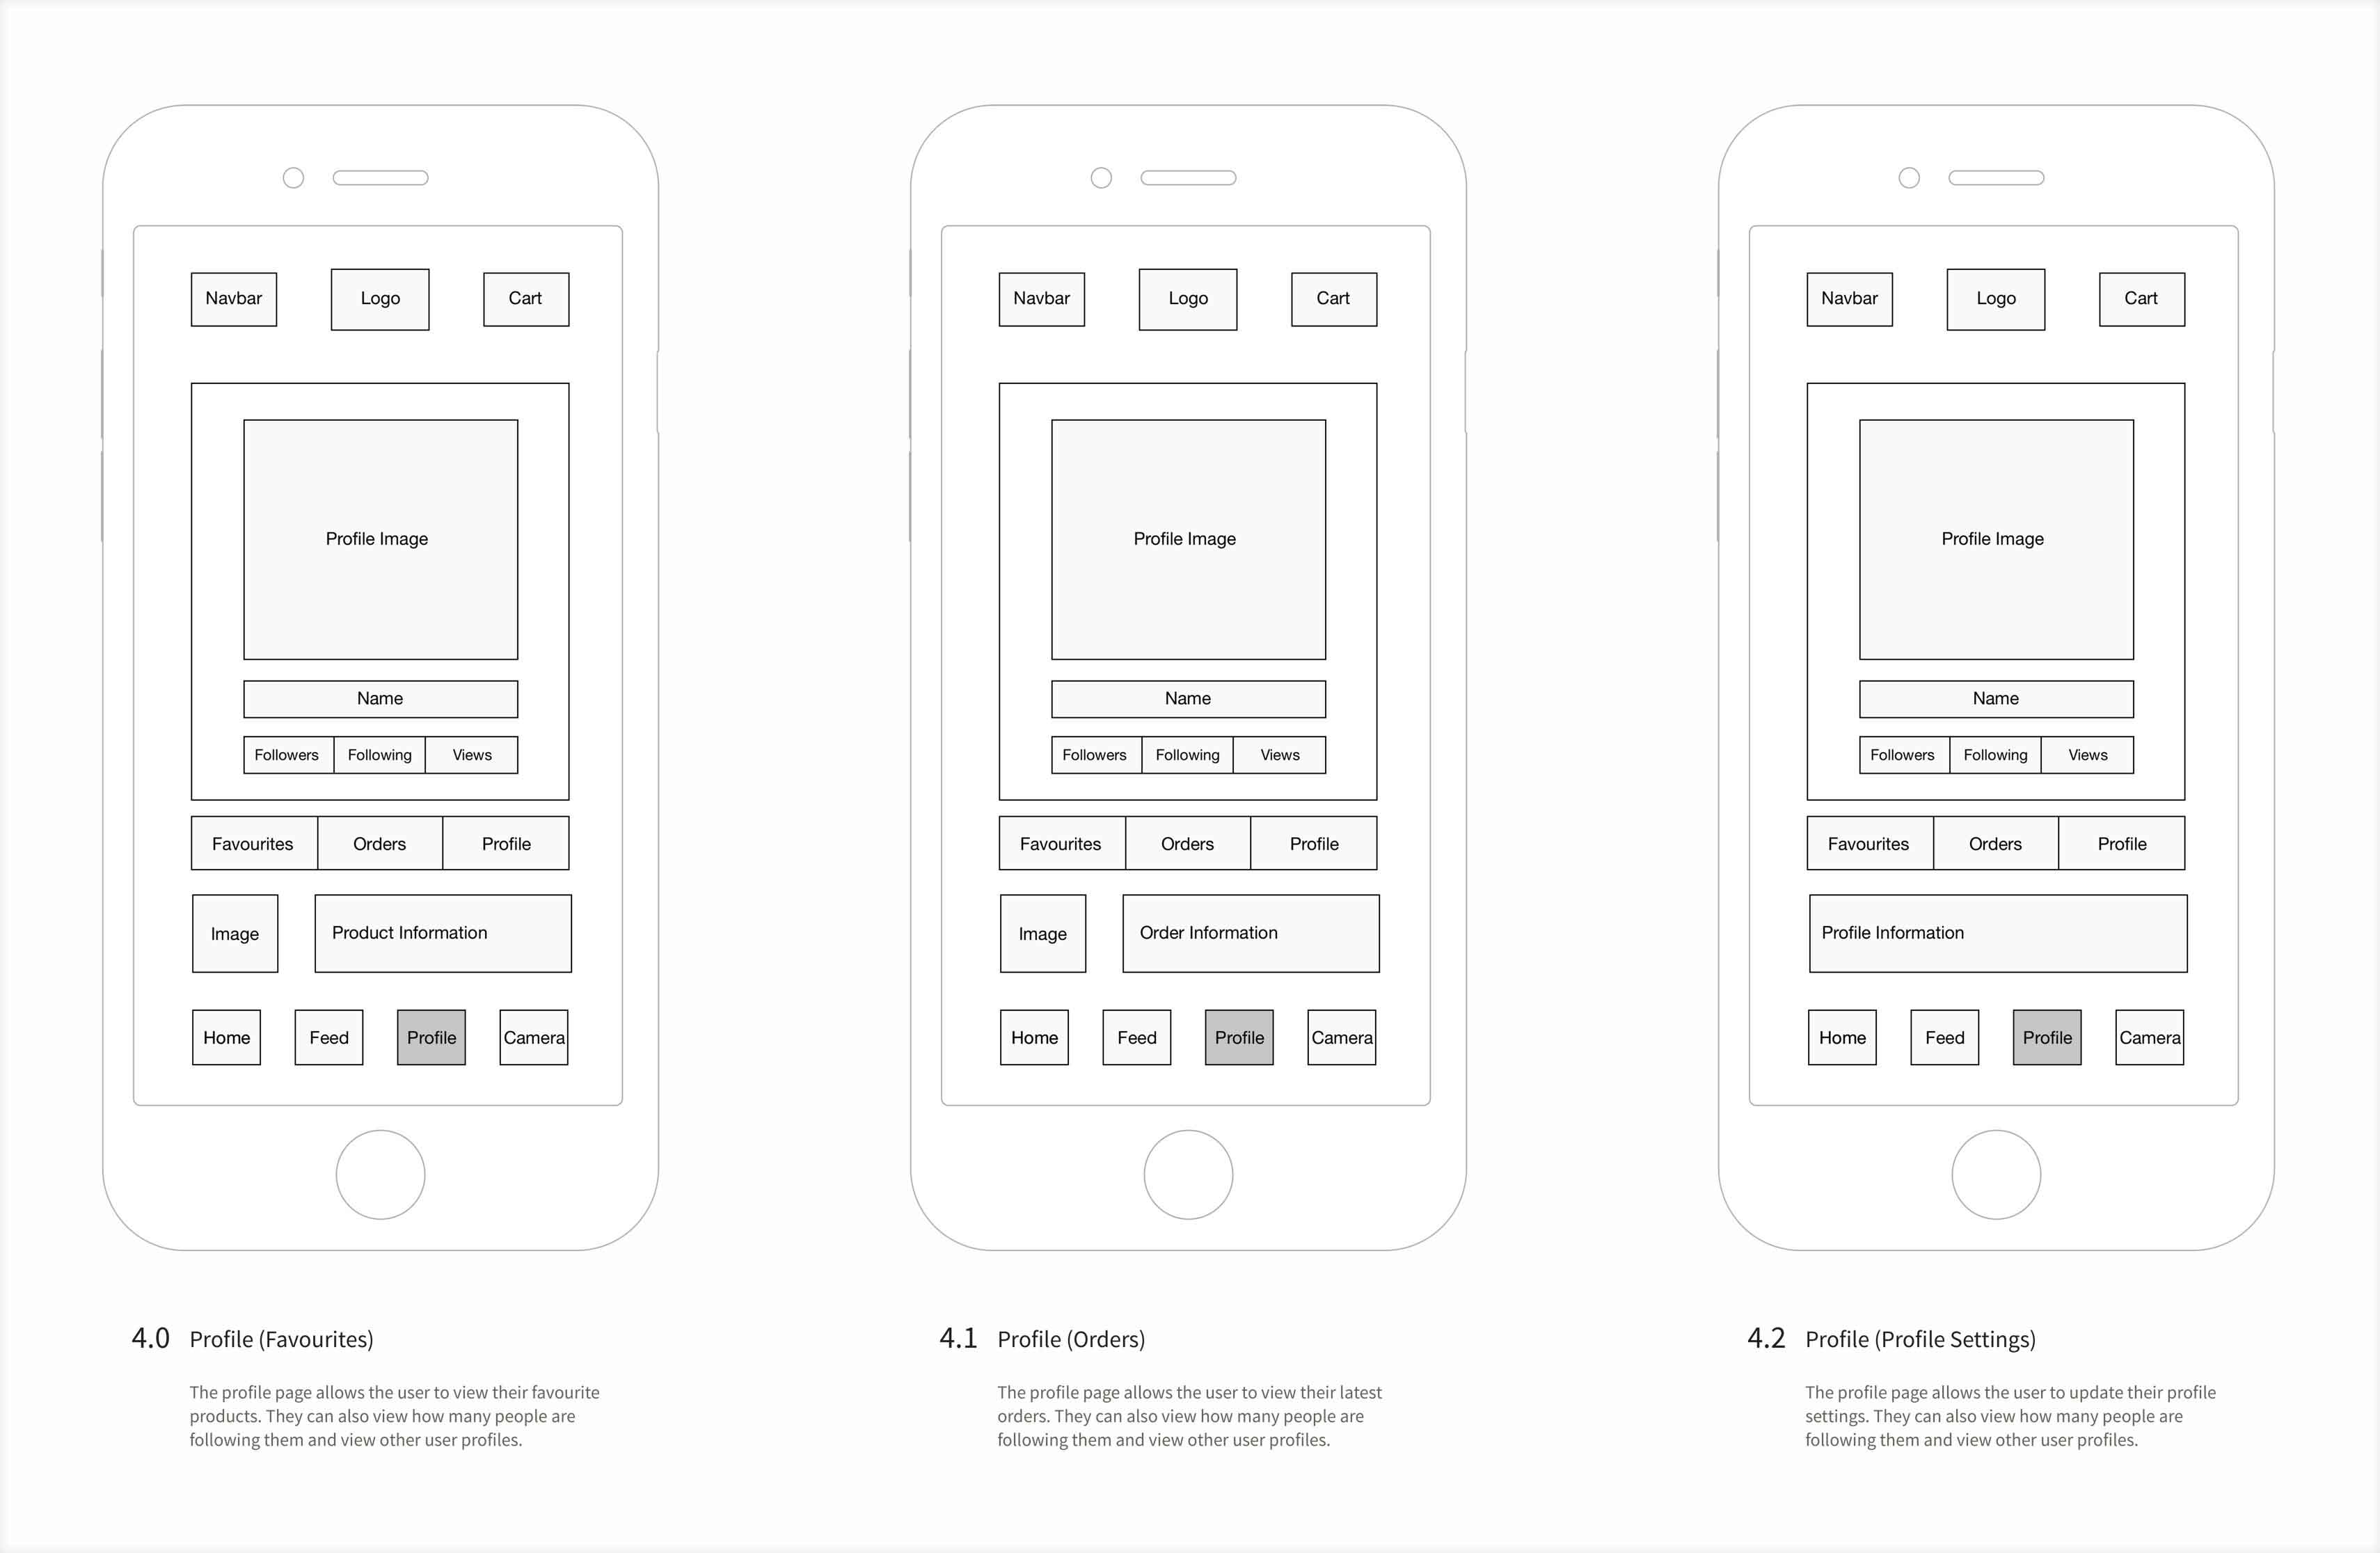 Navbar Logo Cart
Profile Image
Name
Followers Following Views
Favourites Orders Profile
Image Product Information
Home Feed Profile Camera
4.0 Profile (Favourites)
The profile page allows the user to view their favourite
products. They can also view how many people are
following them and view other user profiles.
Navbar Logo Cart
Profile Image
Name
Followers Following Views
Favourites Orders Profile
Image Order Information
Home Feed Profile Camera
4.1 Profile (Orders)
The profile page allows the user to view their latest
orders. They can also view how many people are
following them and view other user profiles.
Navbar Logo Cart
Profile Image
Name
Followers Following Views
Favourites Orders Profile
Profile Information
Home Feed Profile Camera
4.2 Profile (Profile Settings)
The profile page allows the user to update their profile
settings. They can also view how many people are
following them and view other user profiles.